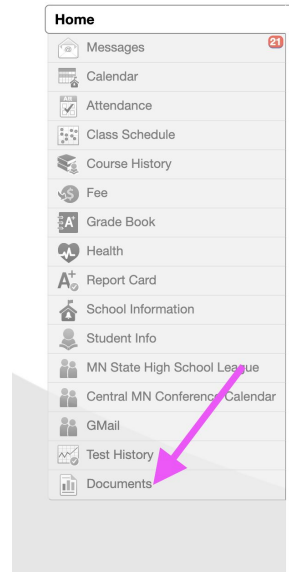 Home
Messages
21
Calendar
Attendance
Class Schedule
Course History
Fee
Grade Book
Health
Report Card
School Information
Student Info
MN State High School League
Central MN Conference Calendar
GMail
Test History
Documents